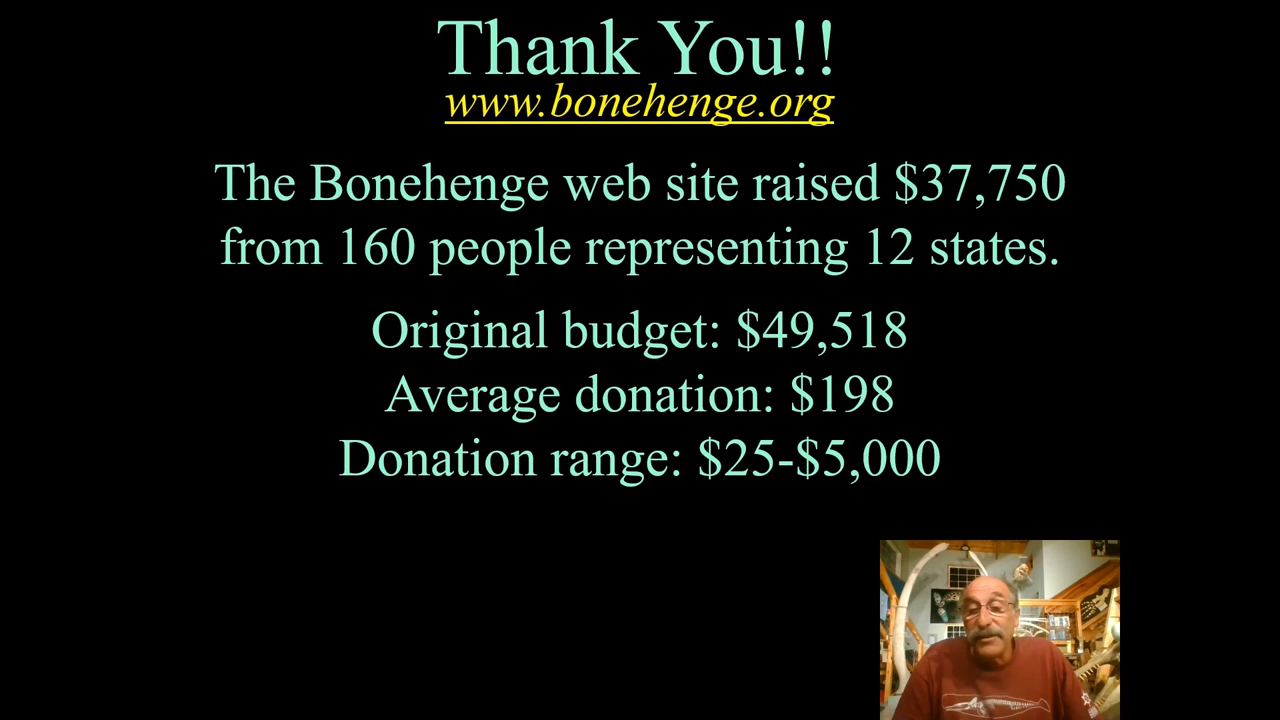 Thank You!!
www.bonehenge.org
The Bonehenge web site raised $37,750
from 160 people representing 12 states.
Original budget: $49,518
Average donation: $198
Donation range: $25-$5,000